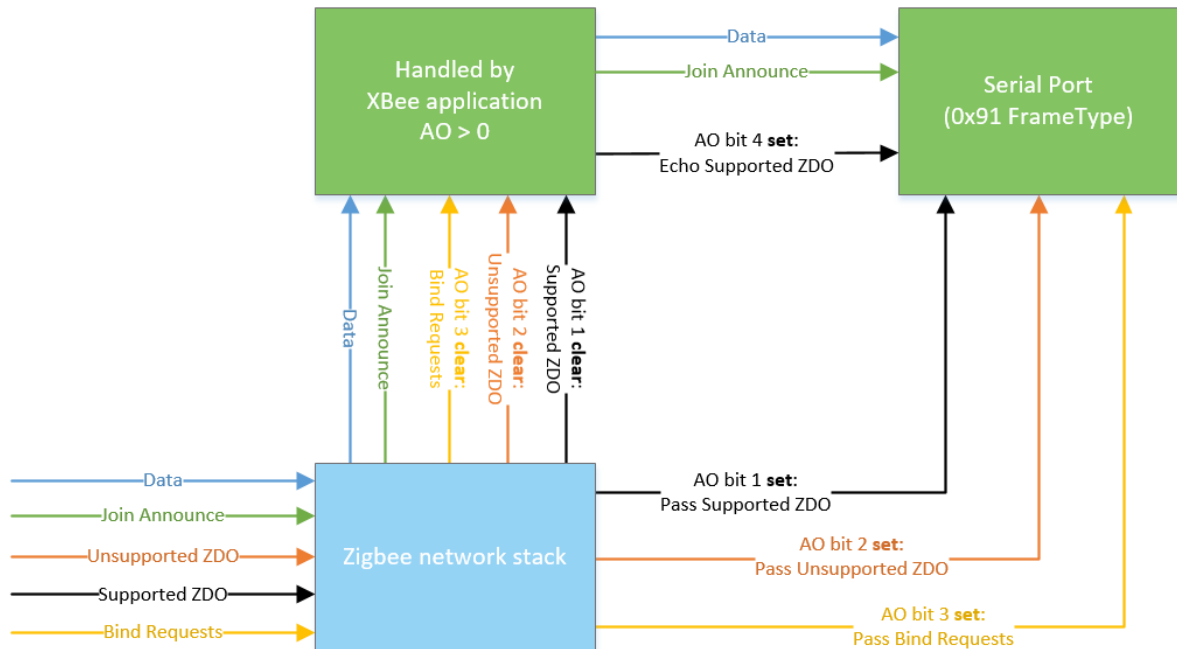 Handled by
XBee application
AO > 0
Data
Join Announce
AO bit 4 set:
Echo Supported ZDO
Serial Port
(0x91 FrameType)
Data
Join Announce
AO bit 3 clear:
Bind Requests
AO bit 2 clear:
Unsupported ZDO
AO bit 1 clear:
Supported ZDO
Data
Join Announce
Unsupported ZDO
Supported ZDO
Bind Requests
Zigbee network stack
AO bit 1 set:
Pass Supported ZDO
AO bit 2 set:
Pass Unsupported ZDO
AO bit 3 set:
Pass Bind Requests